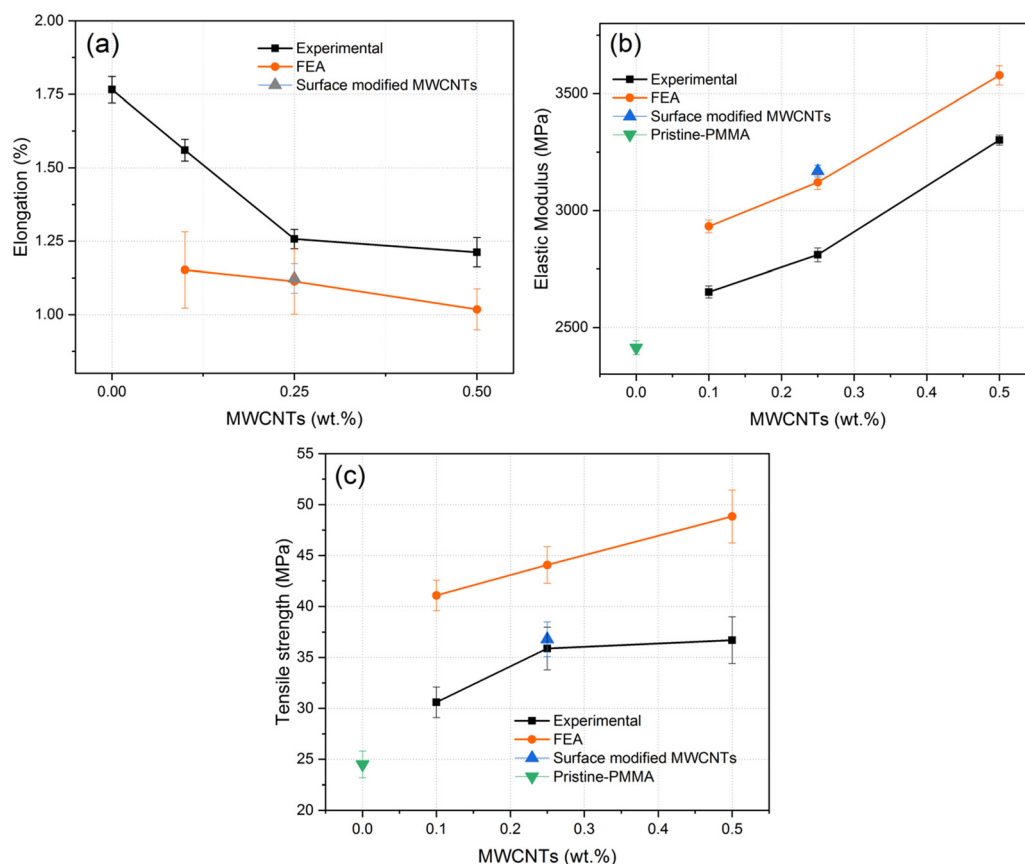 (a)
Experimental
FEA
Surface modified MWCNTs
2.00
1.75
1.50
1.25
1.00
Elongation (%)
0.00
0.25
0.50
MWCNTs (wt.%)
(b)
Experimental
FEA
Surface modified MWCNTs
Pristine-PMMA
3500
3000
2500
Elastic Modulus (MPa)
0.0
0.1
0.2
0.3
0.4
0.5
MWCNTs (wt.%)
(c)
55
50
45
40
35
30
25
20
Tensile strength (MPa)
Experimental
FEA
Surface modified MWCNTs
Pristine-PMMA
0.0
0.1
0.2
0.3
0.4
0.5
MWCNTs (wt.%)